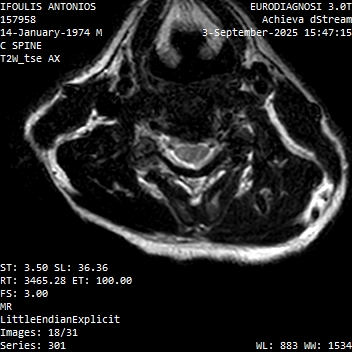 IFOULIS ANTONIOS
EURODIAGNOSI 3.0T
157958
Achieva dStream
14-January-1974 M
3-September-2025 15:47:15
C SPINE
T2W_tse AX
ST: 3.50 SL: 36.36
RT: 3465.28 ET: 100.00
FS: 3.00
MR
LittleEndianExplicit
Images: 18/31
Series: 301
WL: 883 WW: 1534